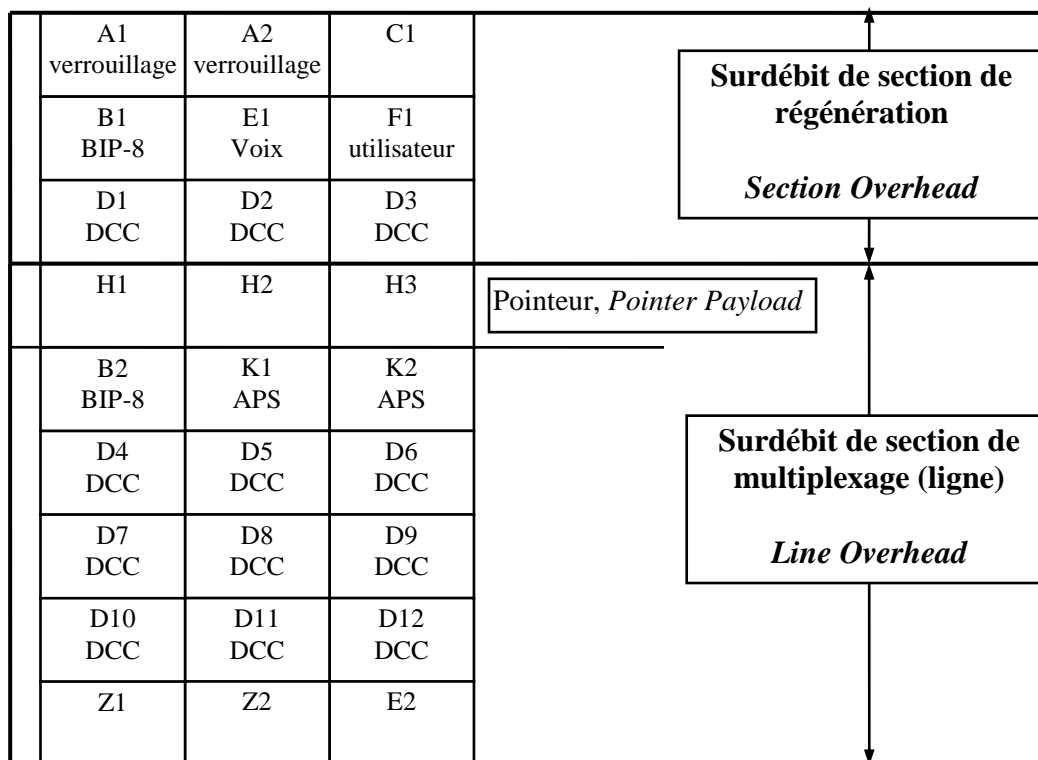 A1
verrouillage
A2
verrouillage
C1
B1
BIP-8
E1
Voix
F1
utilisateur
D1
DCC
D2
DCC
D3
DCC
Surdébit de section de
régénération
Section Overhead
H1
H2
H3
Pointeur, Pointer Payload
B2
BIP-8
K1
APS
K2
APS
D4
DCC
D5
DCC
D6
DCC
D7
DCC
D8
DCC
D9
DCC
D10
DCC
D11
DCC
D12
DCC
Z1
Z2
E2
Surdébit de section de
multiplexage (ligne)
Line Overhead